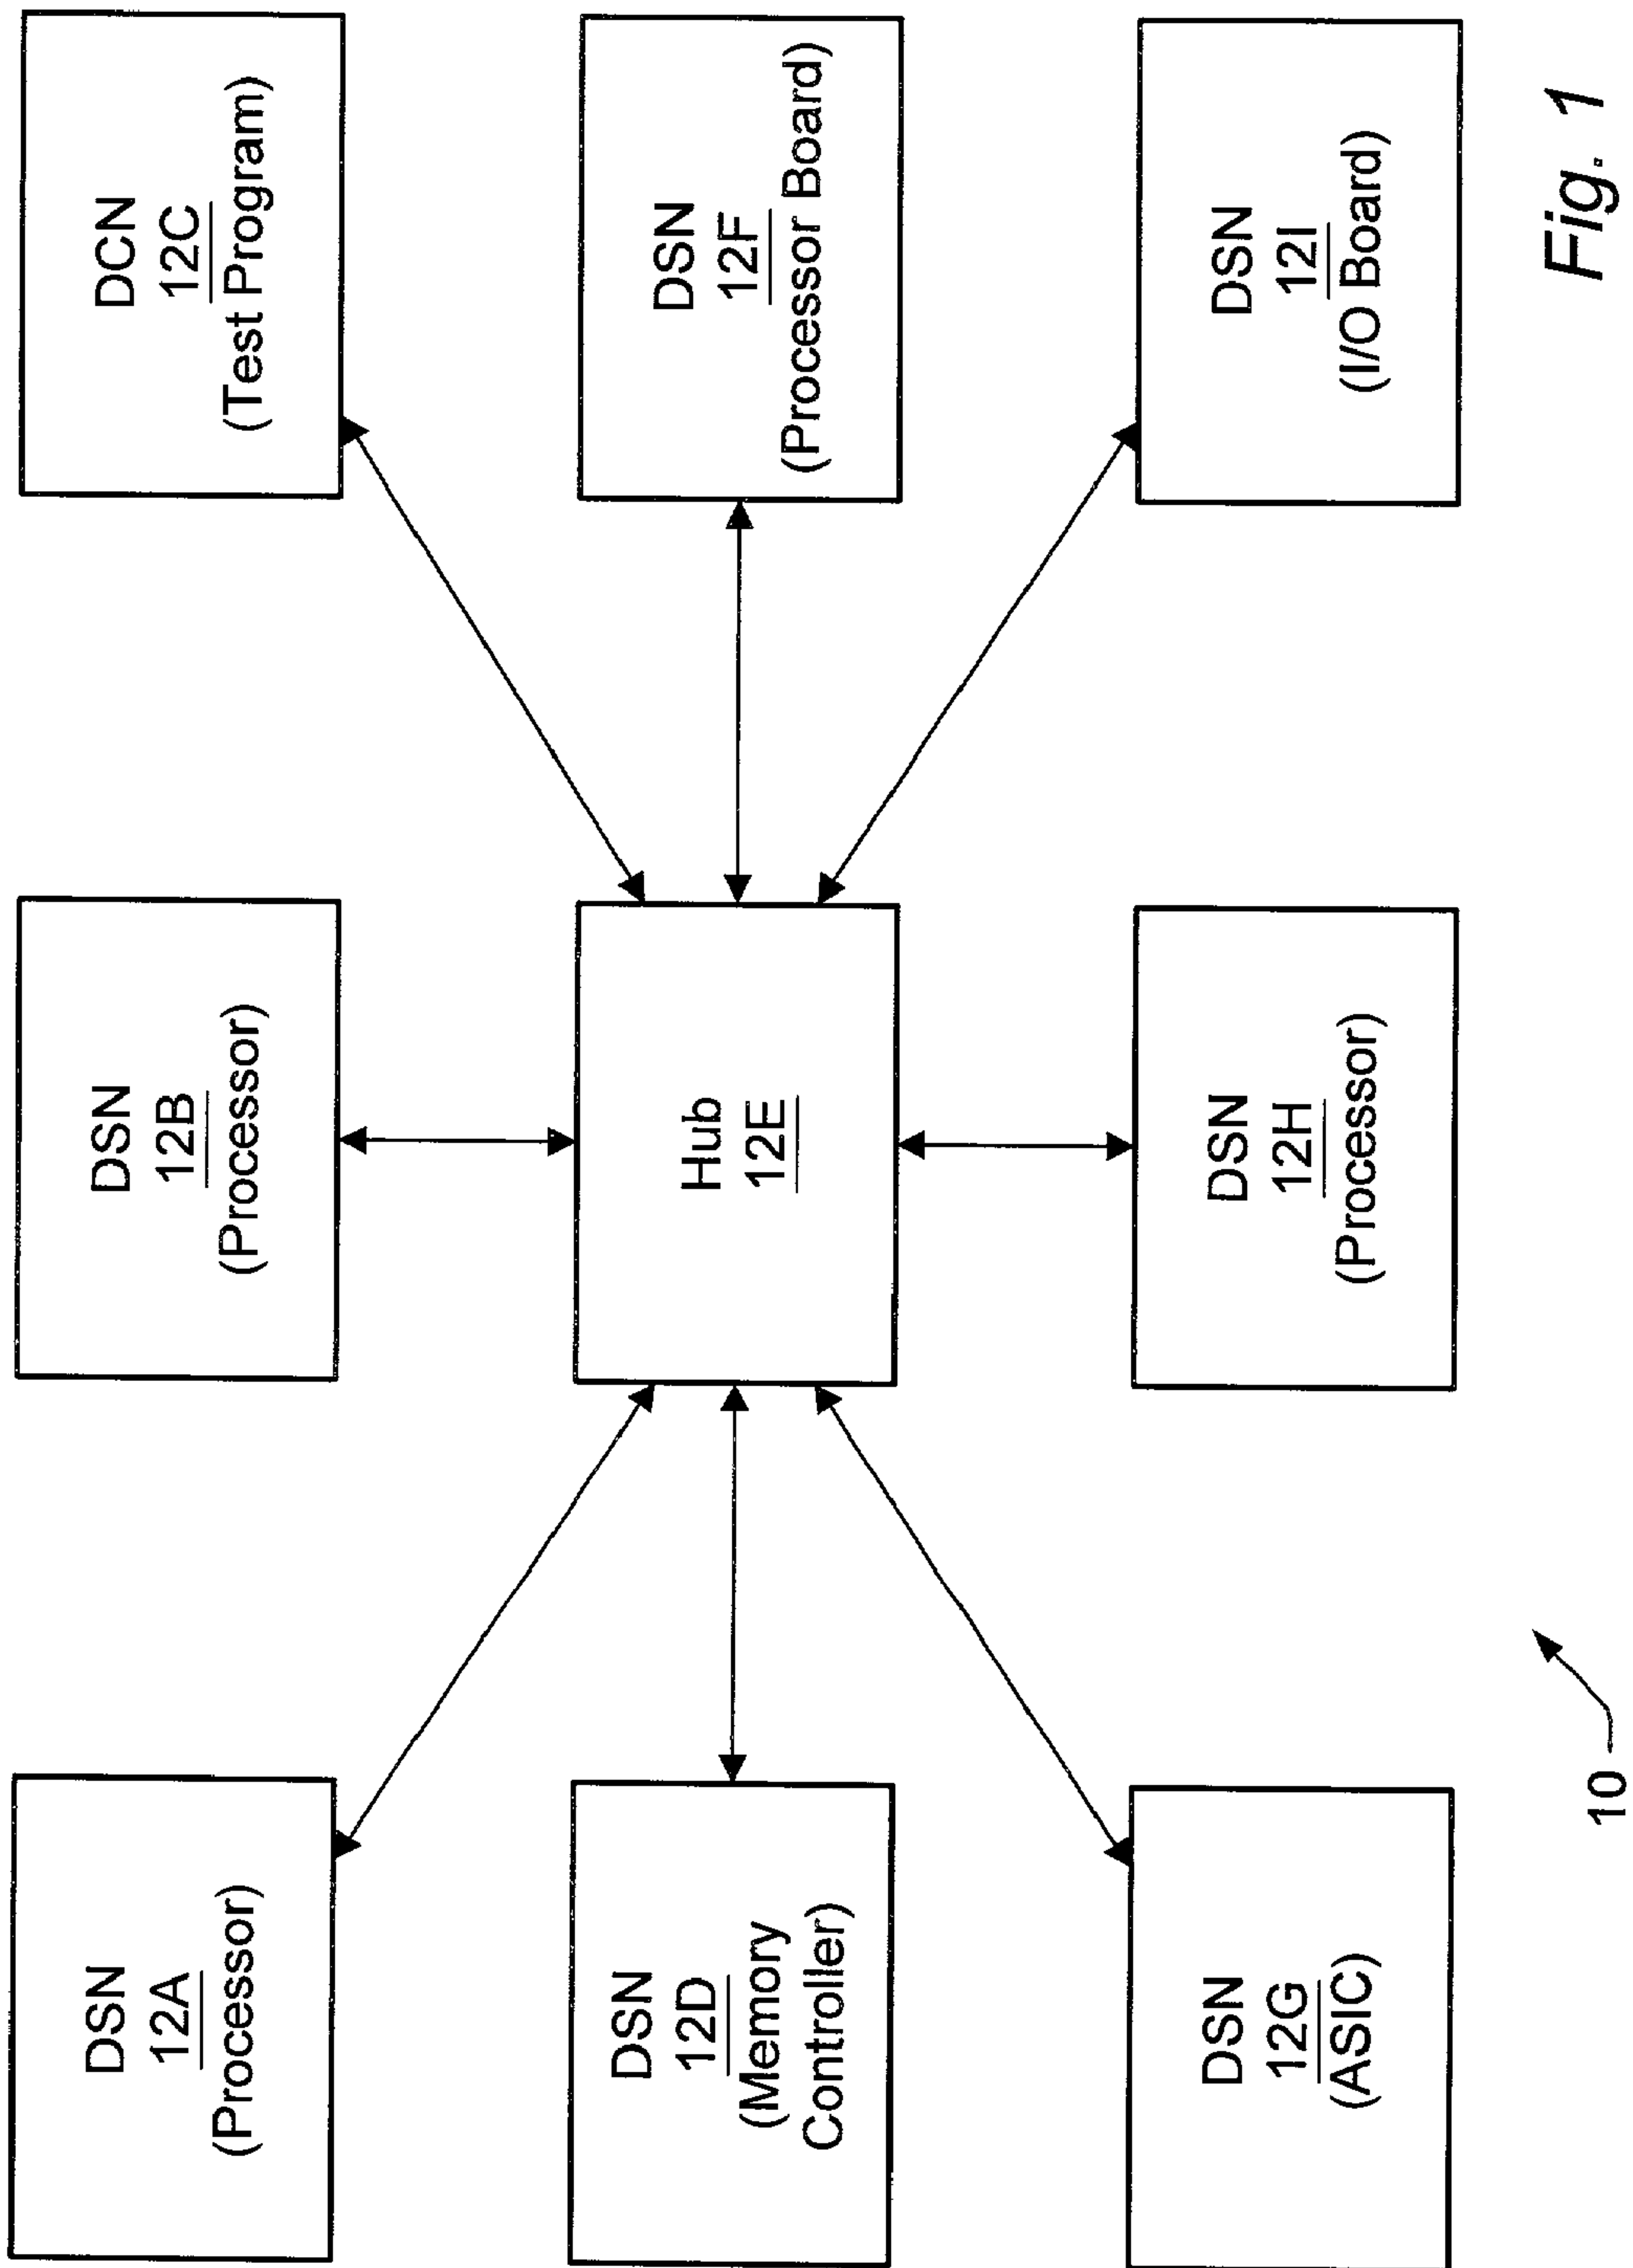 DSN
12A
(Processor)
DSN
12B
(Processor)
DCN
12C
(Test Program)
DSN
12D
(Memory
Controller)
Hub
12E
DSN
12F
(Processor Board)
DSN
12G
(ASIC)
DSN
12H
(Processor)
DSN
12I
(I/O Board)
10
Fig. 1